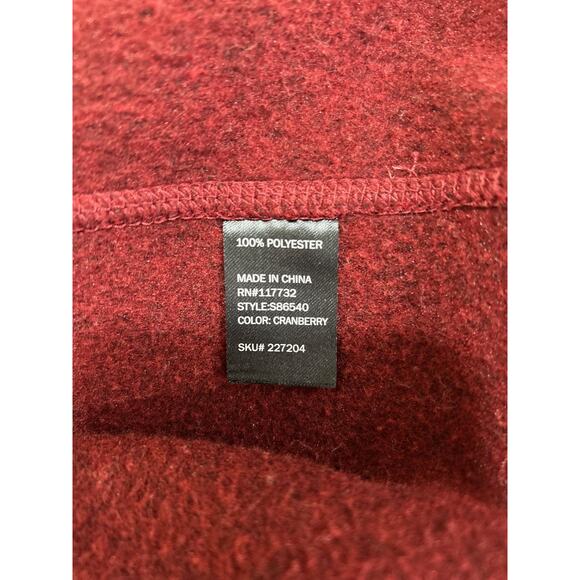 100% POLYESTER
MADE IN CHINA
RN#117732
STYLE:S86540
COLOR: CRANBERRY
SKU# 227204